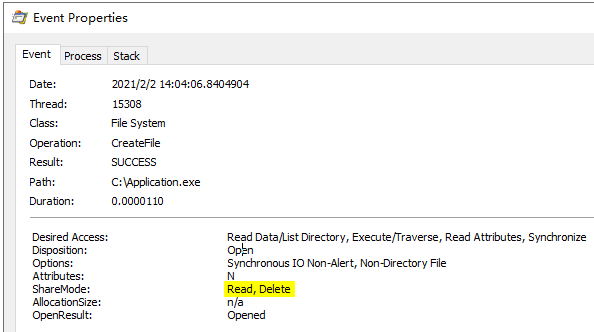 Event Properties
Event Process Stack
Date: 2021/2/2 14:04:06.8404904
Thread: 15308
Class: File System
Operation: CreateFile
Result: SUCCESS
Path: C:\Application.exe
Duration: 0.0000110
Desired Access: Read Data/List Directory, Execute/Traverse, Read Attributes, Synchronize
Disposition: Open
Options: Synchronous IO Non-Alert, Non-Directory File
Attributes: N
ShareMode: Read, Delete
AllocationSize: n/a
OpenResult: Opened